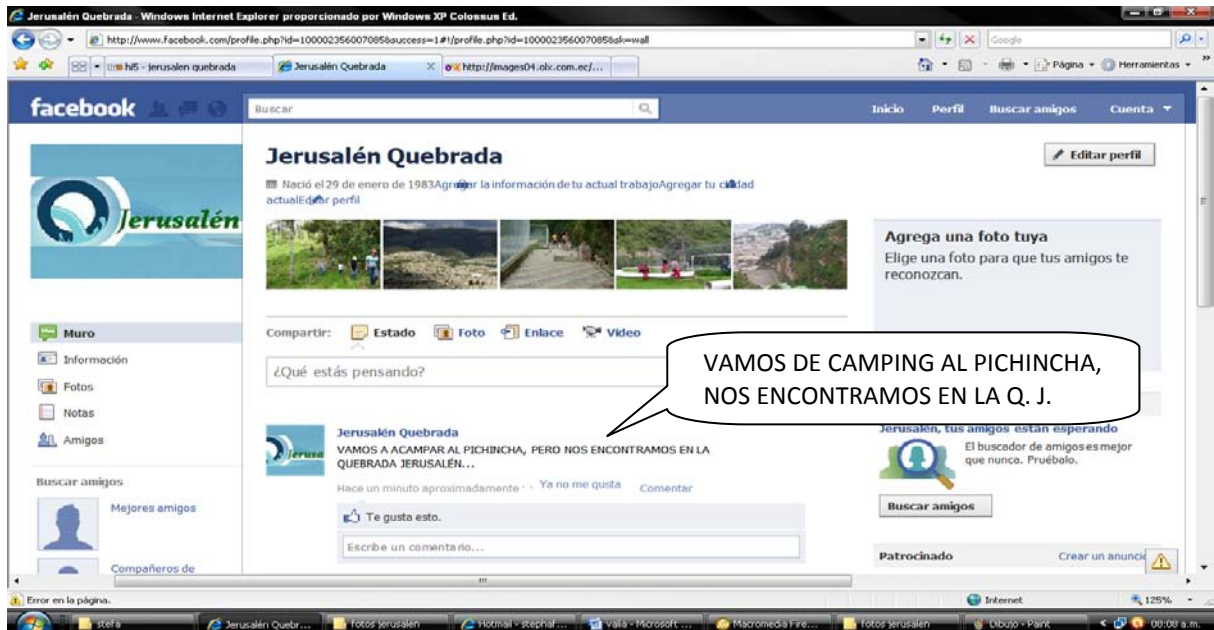 Jerusalén Quebrada - Windows Internet Explorer proporcionado por Windows XP Colossus Ed.
http://www.facebook.com/profile.php?id=100002356007085&success=1#!/profile.php?id=100002356007085&sk=wall
Google
hi5 - jerusalen quebrada
Jerusalén Quebrada
http://images04.olx.com.ec/...
Página
Herramientas
facebook
Buscar
Inicio
Perfil
Buscar amigos
Cuenta
Jerusalén
Jerusalén Quebrada
Editar perfil
Nació el 29 de enero de 1983Agregar la información de tu actual trabajoAgregar tu ciudad
actualEditar perfil
Agrega una foto tuya
Elige una foto para que tus amigos te
reconozcan.
Muro
Información
Fotos
Notas
Amigos
Buscar amigos
Mejores amigos
Compañeros de
Compartir:
Estado
Foto
Enlace
Video
¿Qué estás pensando?
VAMOS DE CAMPING AL PICHINCHA,
NOS ENCONTRAMOS EN LA Q. J.
Jerusa
Jerusalén Quebrada
VAMOS A ACAMPAR AL PICHINCHA, PERO NOS ENCONTRAMOS EN LA
QUEBRADA JERUSALÉN...
Hace un minuto aproximadamente · · Ya no me gusta Comentar
Te gusta esto.
Escribe un comentario...
Jerusalén, tus amigos están esperando
El buscador de amigos es mejor
que nunca. Pruébalo.
Buscar amigos
Patrocinado
Crear un anuncio
Error en la página.
Internet
125%
stefa
Jerusalén Quebr...
fotos jerusalén
Hotmail - stephaf...
valla - Microsoft ...
Macromedia Fire...
fotos jerusalen
Dibujo - Paint
00:00 a.m.